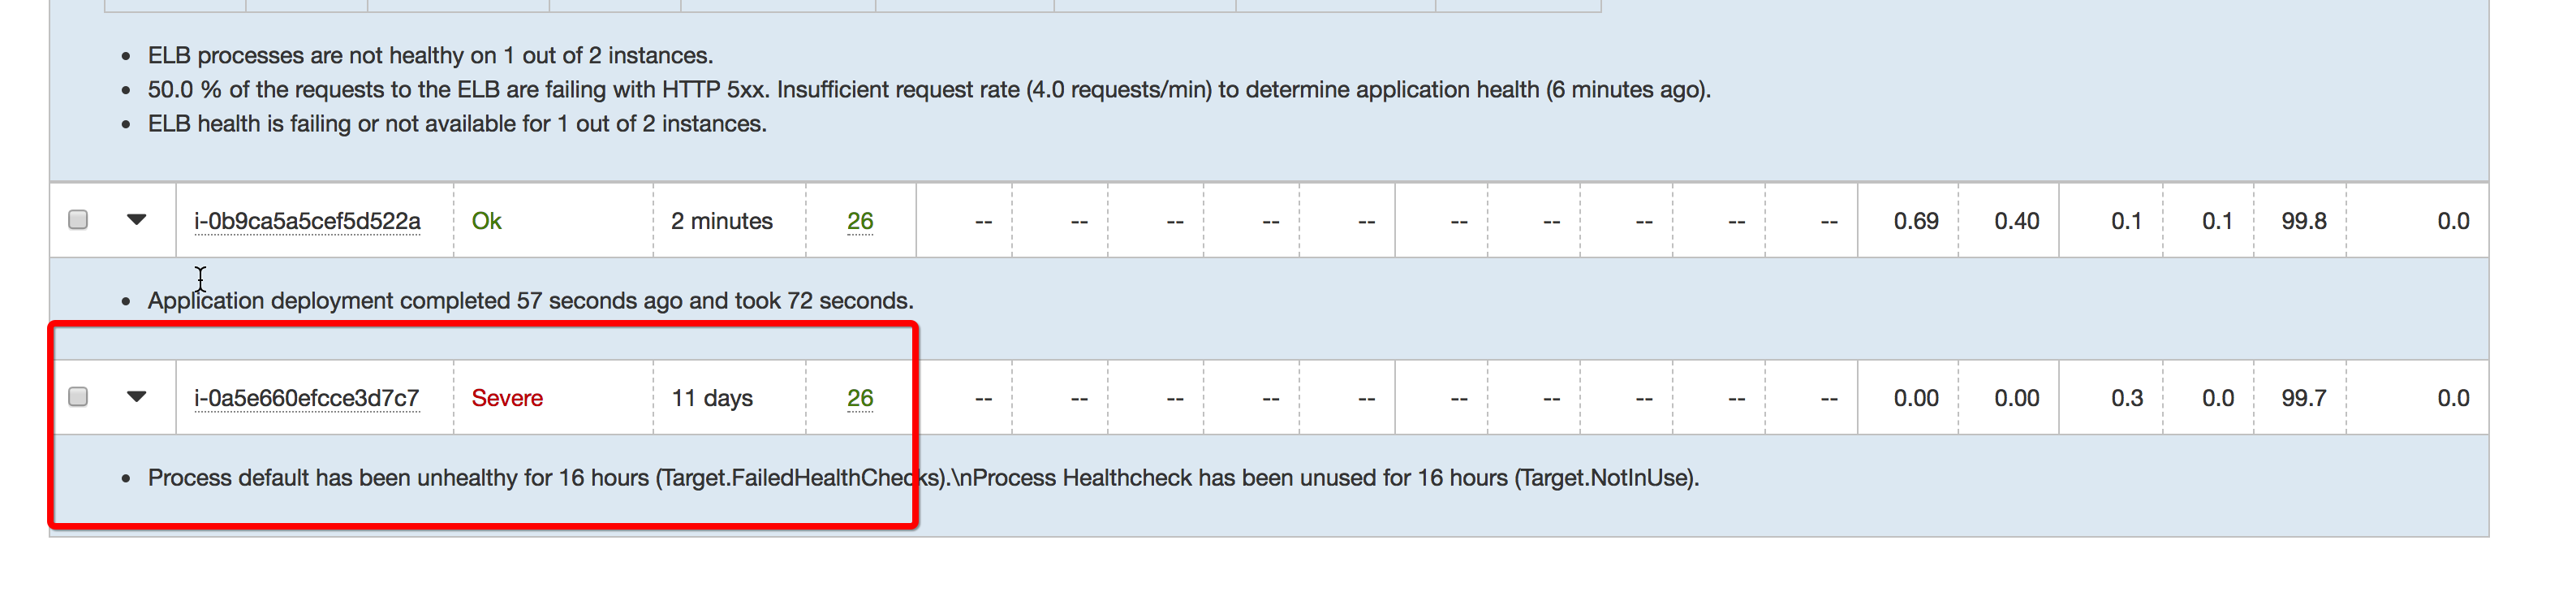 ELB processes are not healthy on 1 out of 2 instances.
50.0 % of the requests to the ELB are failing with HTTP 5xx. Insufficient request rate (4.0 requests/min) to determine application health (6 minutes ago).
ELB health is failing or not available for 1 out of 2 instances.
i-0b9ca5a5cef5d522a Ok 2 minutes 26 -- -- -- -- -- -- -- -- -- -- 0.69 0.40 0.1 0.1 99.8 0.0
Application deployment completed 57 seconds ago and took 72 seconds.
i-0a5e660efcce3d7c7 Severe 11 days 26 -- -- -- -- -- -- -- -- -- -- 0.00 0.00 0.3 0.0 99.7 0.0
Process default has been unhealthy for 16 hours (Target.FailedHealthChecks).\nProcess Healthcheck has been unused for 16 hours (Target.NotInUse).